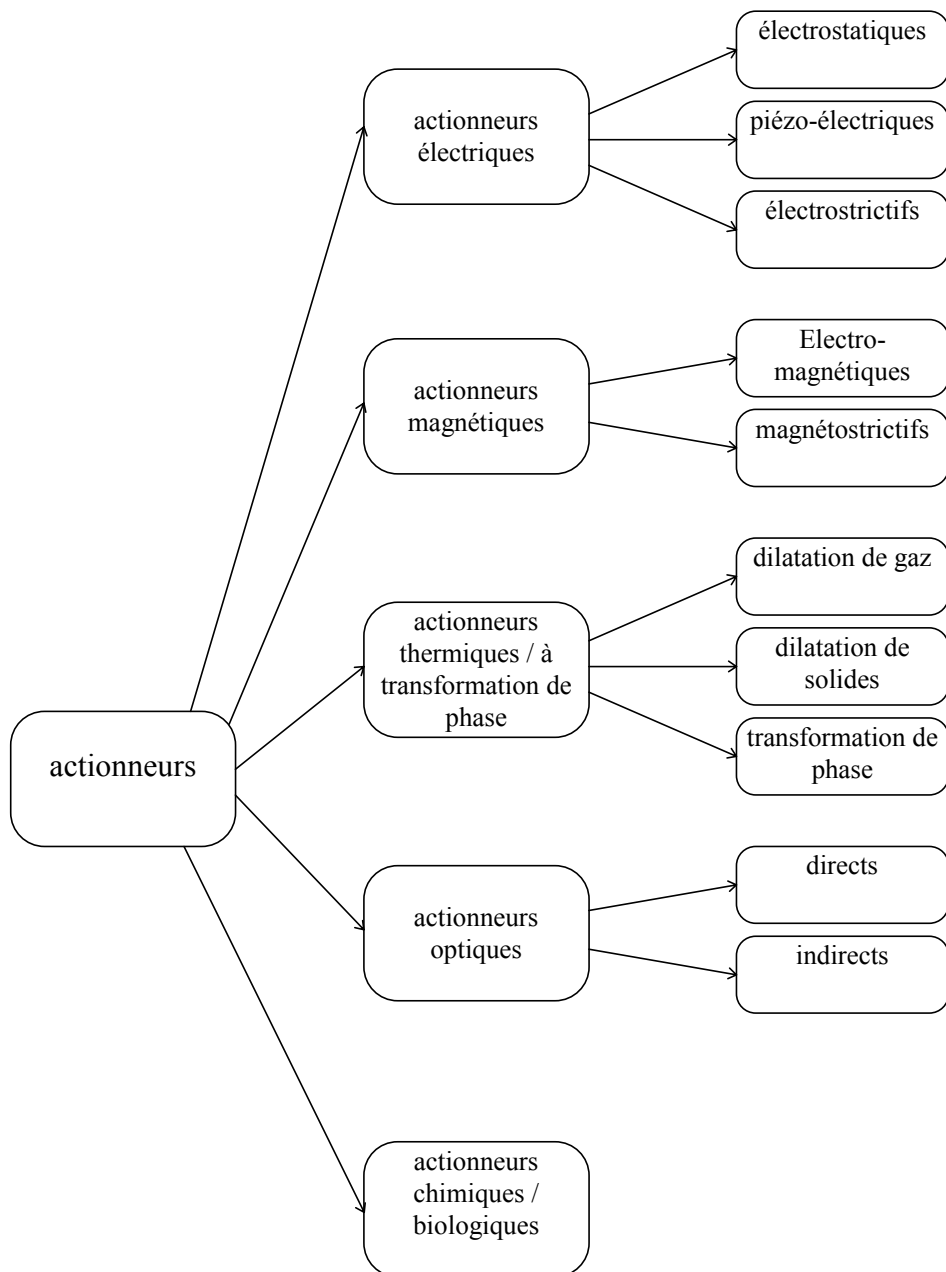 électrostatiques
actionneurs
électriques
piézo-électriques
électrostrictifs
actionneurs
magnétiques
Electro-
magnétiques
magnétostrictifs
actionneurs
thermiques / à
transformation de
phase
dilatation de gaz
dilatation de
solides
transformation de
phase
actionneurs
actionneurs
optiques
directs
indirects
actionneurs
chimiques /
biologiques